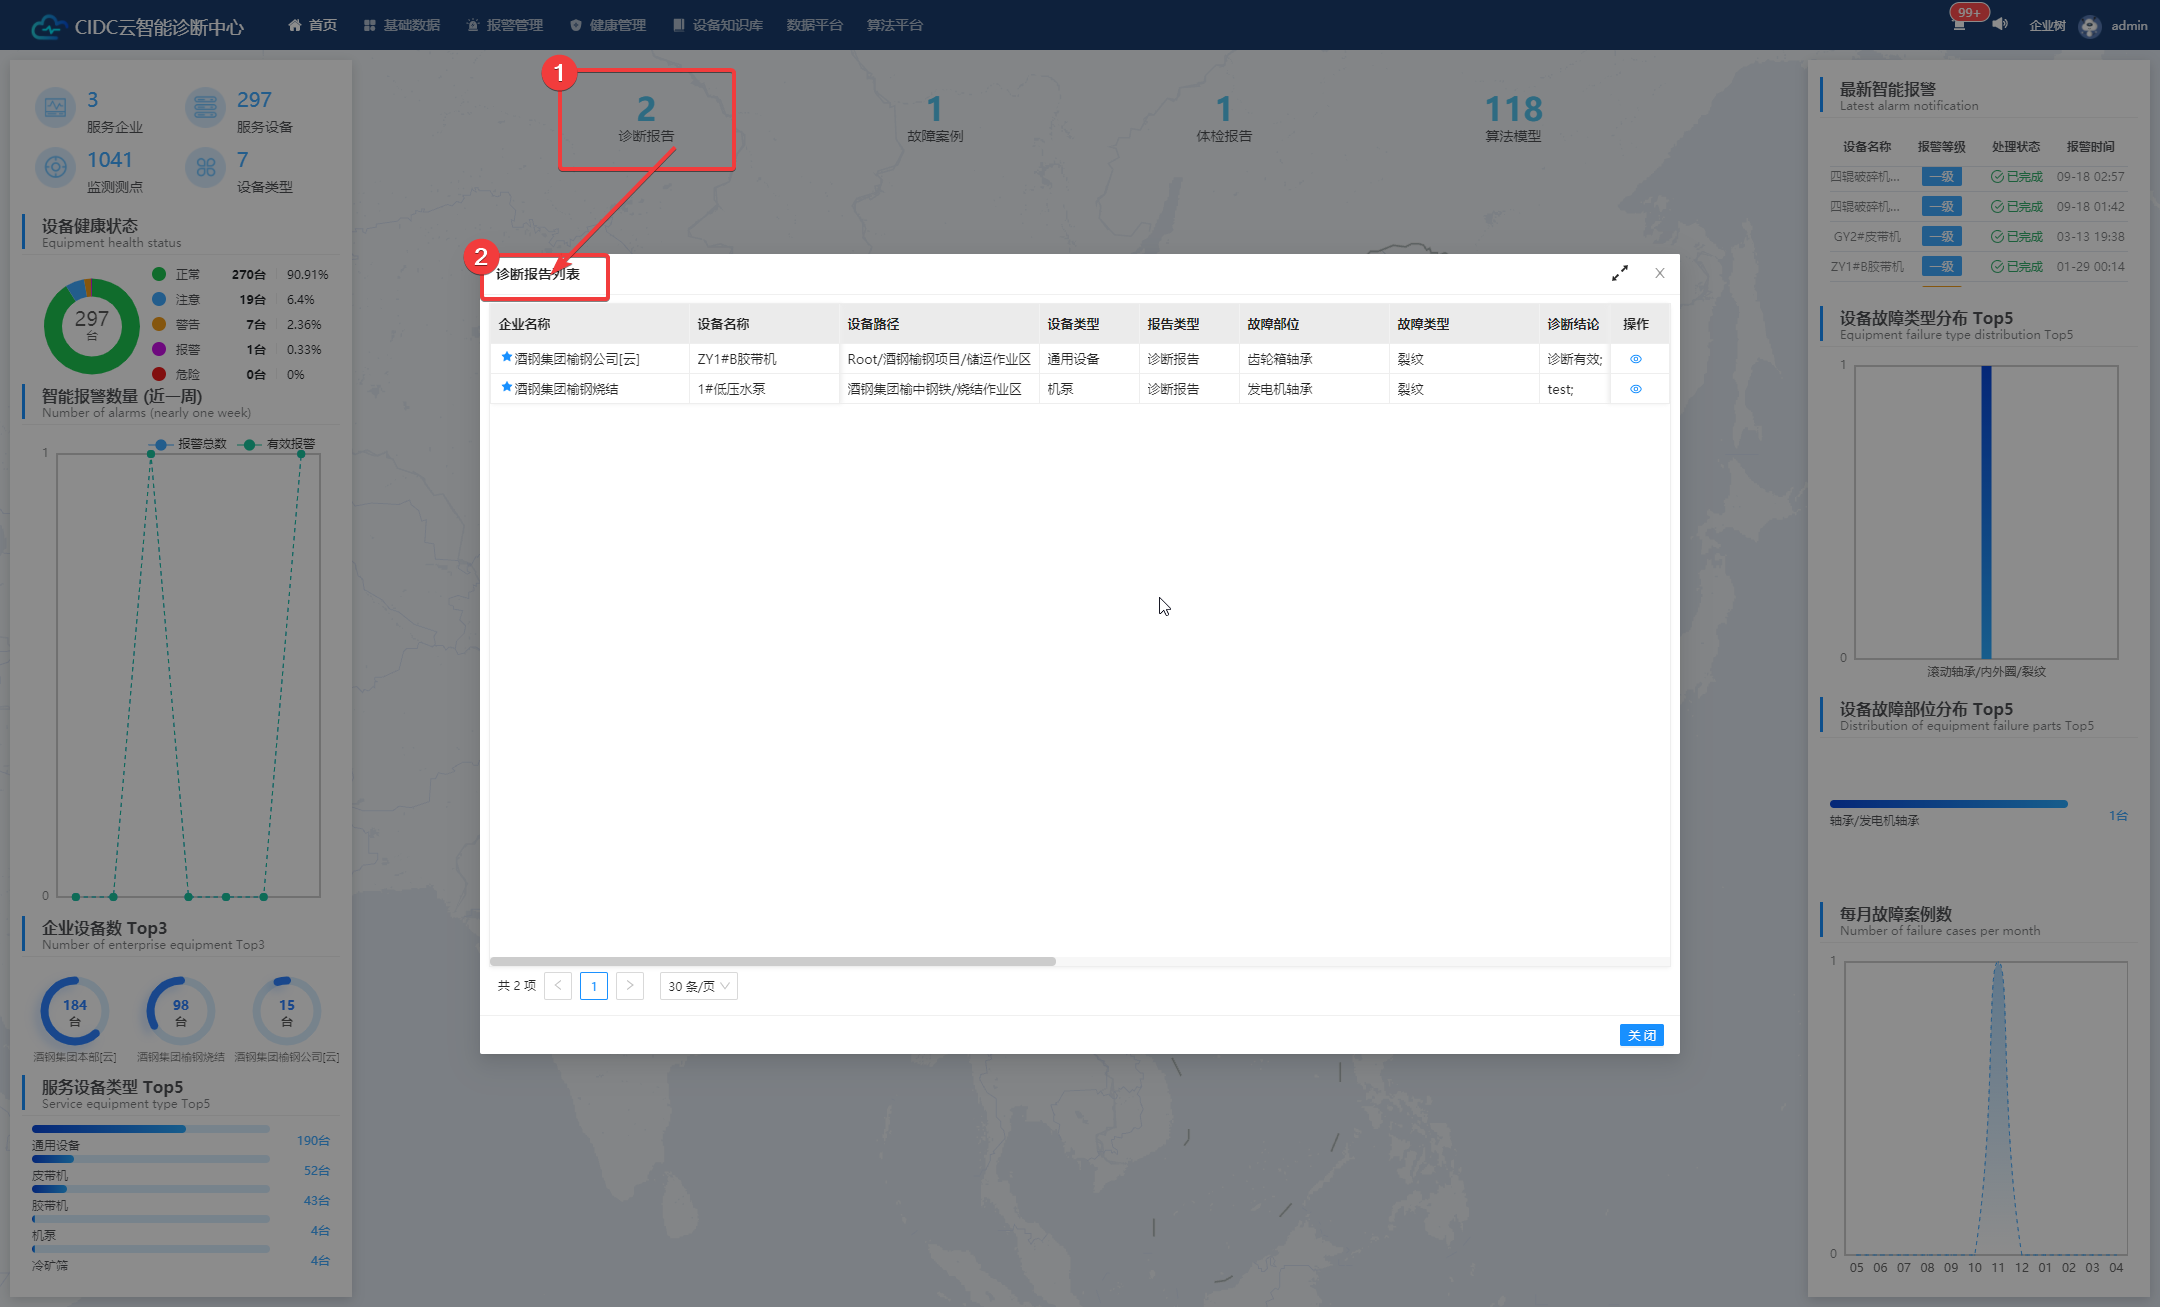 CIDC云智能诊断中心 首页 基础数据 报警管理 健康管理 设备知识库 数据平台 算法平台 99+ 企业树 admin
3 服务企业
297 服务设备
1041 监测测点
7 设备类型
设备健康状态
Equipment health status
297 台
正常 270台 90.91%
注意 19台 6.4%
警告 7台 2.36%
报警 1台 0.33%
危险 0台 0%
智能报警数量 (近一周)
Number of alarms (nearly one week)
报警总数 有效报警
1
0
企业设备数 Top3
Number of enterprise equipment Top3
184 98 15
台 台 台
酒钢集团本部[云] 酒钢集团榆钢烧结 酒钢集团榆钢公司[云]
服务设备类型 Top5
Service equipment type Top5
190台
通用设备
52台
皮带机
43台
胶带机
4台
机泵
4台
冷矿筛
1
2 诊断报告
1 故障案例
1 体检报告
118 算法模型
2
诊断报告列表
企业名称 设备名称 设备路径 设备类型 报告类型 故障部位 故障类型 诊断结论 操作
酒钢集团榆钢公司[云] ZY1#B胶带机 Root/酒钢榆钢项目/储运作业区 通用设备 诊断报告 齿轮箱轴承 裂纹 诊断有效;
酒钢集团榆钢烧结 1#低压水泵 酒钢集团榆中钢铁/烧结作业区 机泵 诊断报告 发电机轴承 裂纹 test;
共 2 项 1 30 条/页
关 闭
最新智能报警
Latest alarm notification
设备名称 报警等级 处理状态 报警时间
四辊破碎机... 一级 已完成 09-18 02:57
四辊破碎机... 一级 已完成 09-18 01:42
GY2#皮带机 一级 已完成 03-13 19:38
ZY1#B胶带机 一级 已完成 01-29 00:14
设备故障类型分布 Top5
Equipment failure type distribution Top5
1
0
滚动轴承/内外圈/裂纹
设备故障部位分布 Top5
Distribution of equipment failure parts Top5
1台
轴承/发电机轴承
每月故障案例数
Number of failure cases per month
1
0
05 06 07 08 09 10 11 12 01 02 03 04